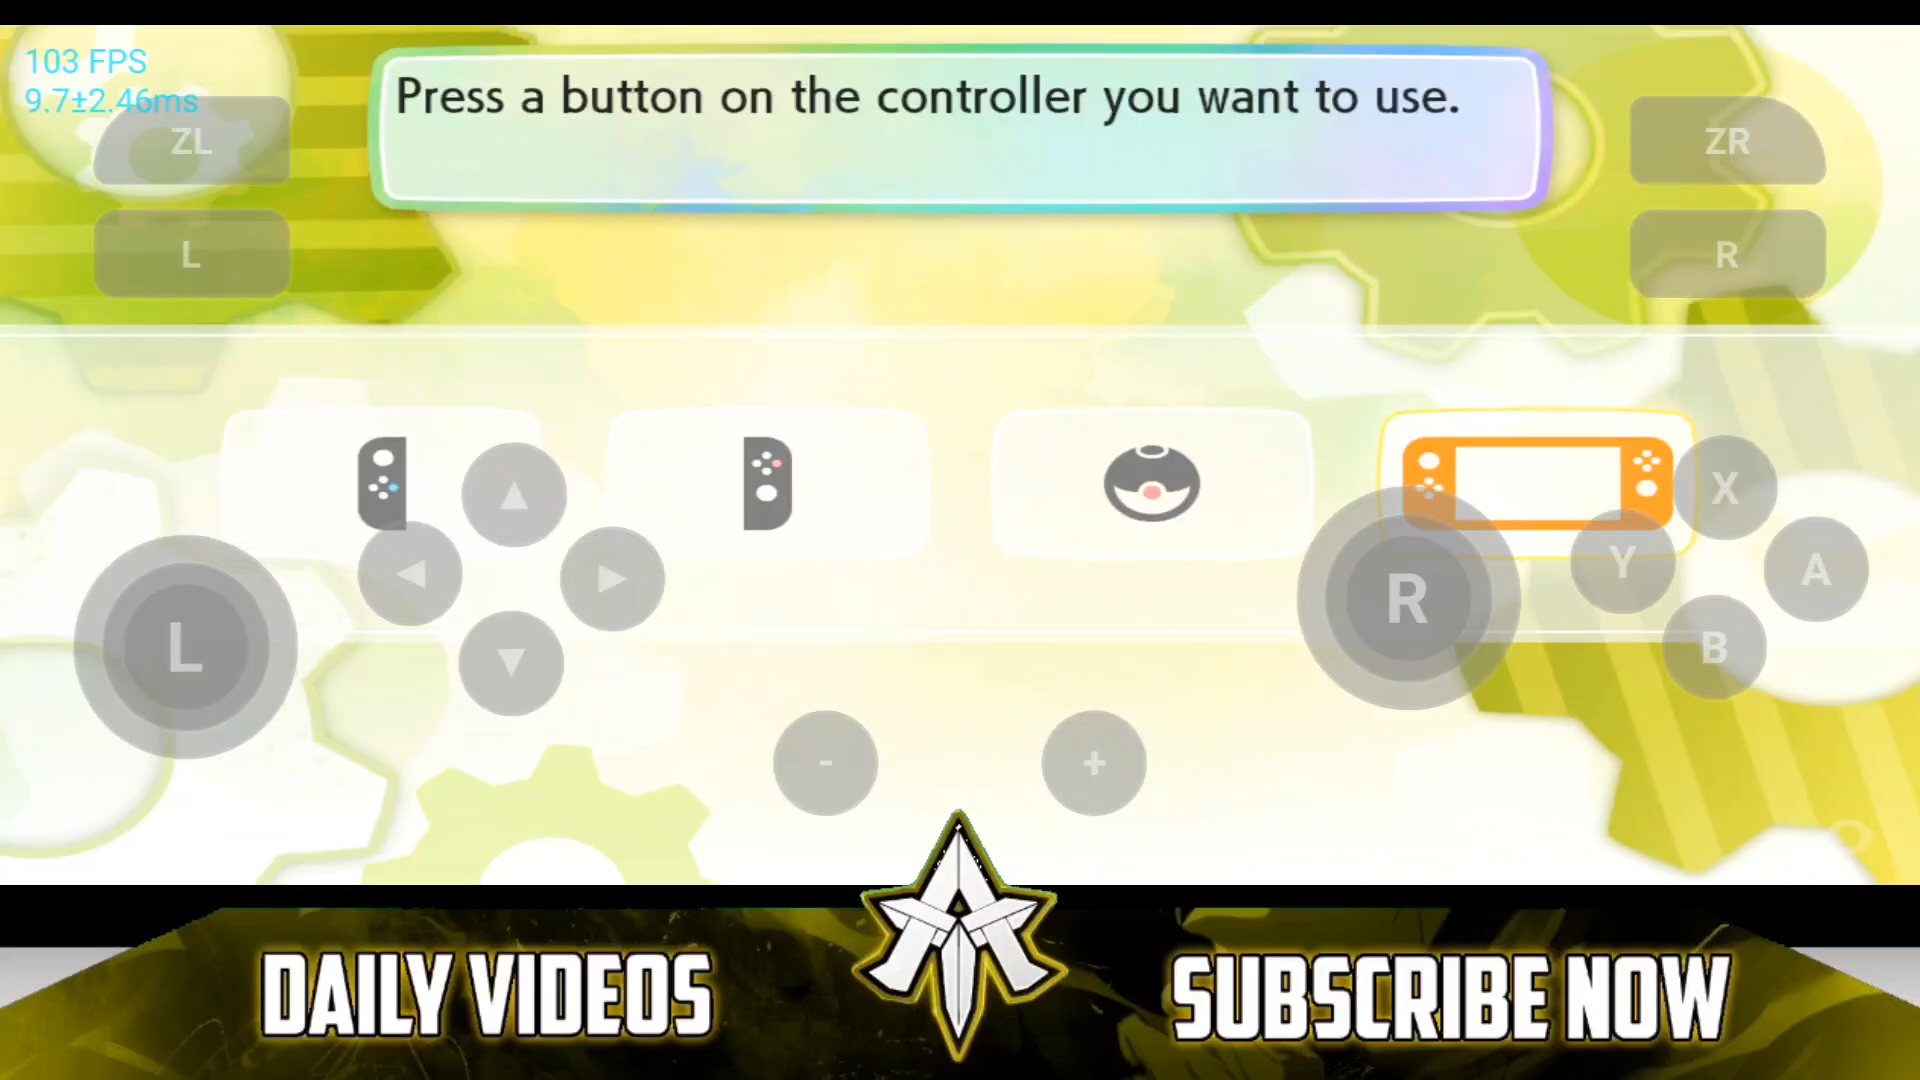 103 FPS
9.7±2.46ms
Press a button on the controller you want to use.
ZL
ZR
L
R
X
Y
A
L
R
B
-
+
DAILY VIDEOS
SUBSCRIBE NOW